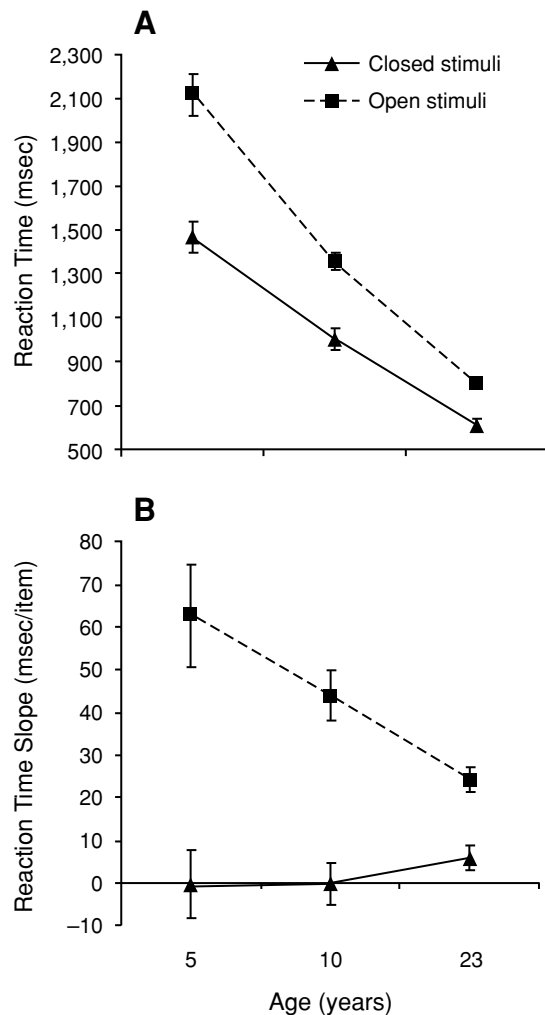 A
2,300
2,100
1,900
1,700
1,500
1,300
1,100
900
700
500
Reaction Time (msec)
Closed stimuli
Open stimuli
B
80
70
60
50
40
30
20
10
0
–10
Reaction Time Slope (msec/item)
5 10 23
Age (years)